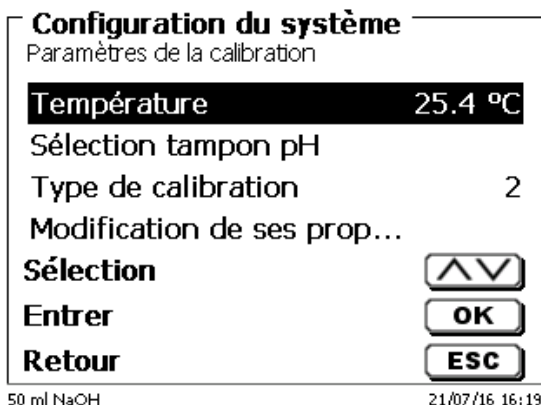 Configuration du système
Paramètres de la calibration
Température 25.4 ºC
Sélection tampon pH
Type de calibration 2
Modification de ses prop...
Sélection
Entrer OK
Retour ESC
50 ml NaOH 21/07/16 16:19